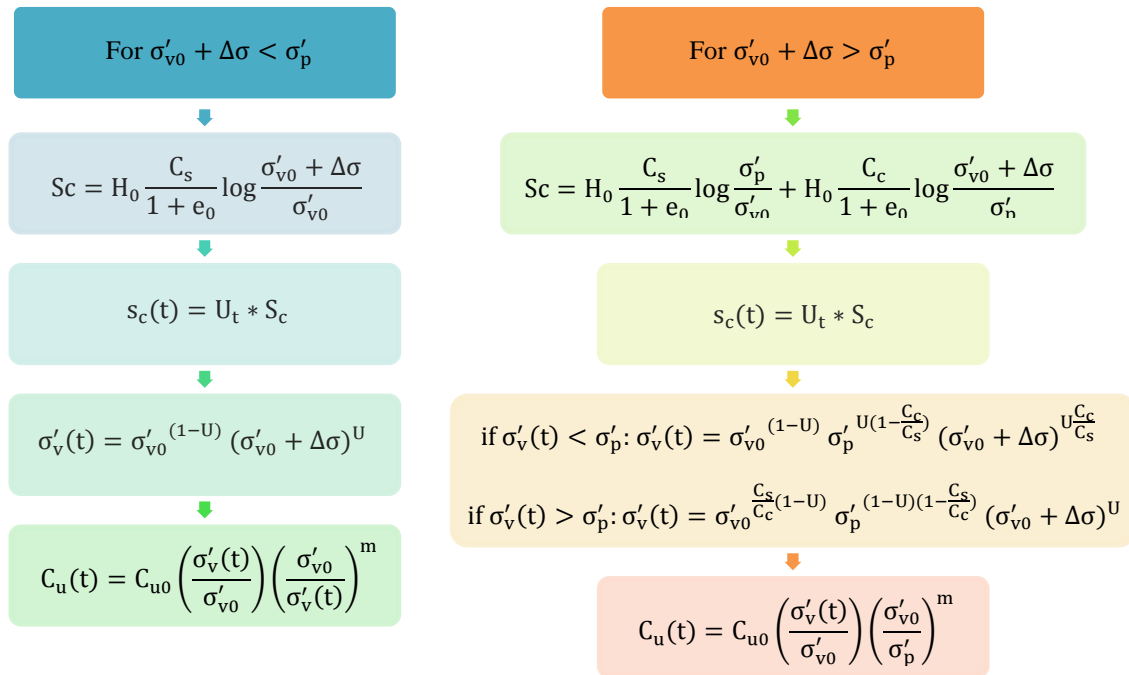 For σ′v0 + Δσ < σ′p
Sc = H₀ Cs/(1 + e₀) log (σ′v0 + Δσ)/σ′v0
sc(t) = Ut ∗ Sc
σ′v(t) = σ′v0^(1−U) (σ′v0 + Δσ)^U
Cu(t) = Cu0 (σ′v(t)/σ′v0) (σ′v0/σ′v(t))^m
For σ′v0 + Δσ > σ′p
Sc = H₀ Cs/(1 + e₀) log σ′p/σ′v0 + H₀ Cc/(1 + e₀) log (σ′v0 + Δσ)/σ′p
sc(t) = Ut ∗ Sc
if σ′v(t) < σ′p: σ′v(t) = σ′v0^(1−U) σ′p^U(1−Cc/Cs) (σ′v0 + Δσ)^U Cc/Cs
if σ′v(t) > σ′p: σ′v(t) = σ′v0^Cs/Cc(1−U) σ′p^(1−U)(1−Cs/Cc) (σ′v0 + Δσ)^U
Cu(t) = Cu0 (σ′v(t)/σ′v0) (σ′v0/σ′p)^m